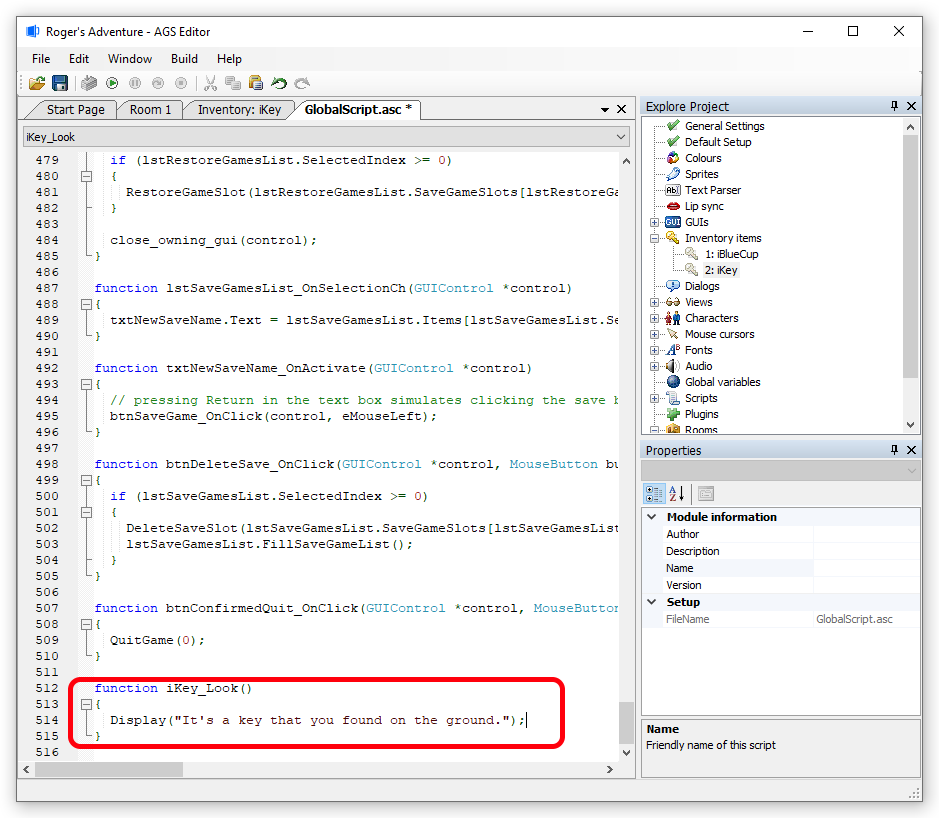 Roger's Adventure - AGS Editor
File Edit Window Build Help
Start Page Room 1 Inventory: iKey GlobalScript.asc *
iKey_Look
479 if (lstRestoreGamesList.SelectedIndex >= 0)
480 {
481 RestoreGameSlot(lstRestoreGamesList.SaveGameSlots[lstRestoreGa
482 }
483
484 close_owning_gui(control);
485 }
486
487 function lstSaveGamesList_OnSelectionCh(GUIControl *control)
488 {
489 txtNewSaveName.Text = lstSaveGamesList.Items[lstSaveGamesList.Se
490 }
491
492 function txtNewSaveName_OnActivate(GUIControl *control)
493 {
494 // pressing Return in the text box simulates clicking the save b
495 btnSaveGame_OnClick(control, eMouseLeft);
496 }
497
498 function btnDeleteSave_OnClick(GUIControl *control, MouseButton bu
499 {
500 if (lstSaveGamesList.SelectedIndex >= 0)
501 {
502 DeleteSaveSlot(lstSaveGamesList.SaveGameSlots[lstSaveGamesList
503 lstSaveGamesList.FillSaveGameList();
504 }
505 }
506
507 function btnConfirmedQuit_OnClick(GUIControl *control, MouseButton
508 {
509 QuitGame(0);
510 }
511
512 function iKey_Look()
513 {
514 Display("It's a key that you found on the ground.");
515 }
516
Explore Project
General Settings
Default Setup
Colours
Sprites
Ab| Text Parser
Lip sync
GUI GUIs
Inventory items
1: iBlueCup
2: iKey
Dialogs
Views
Characters
Mouse cursors
Fonts
Audio
Global variables
Scripts
Plugins
Rooms
Properties
Module information
Author
Description
Name
Version
Setup
FileName GlobalScript.asc
Name
Friendly name of this script